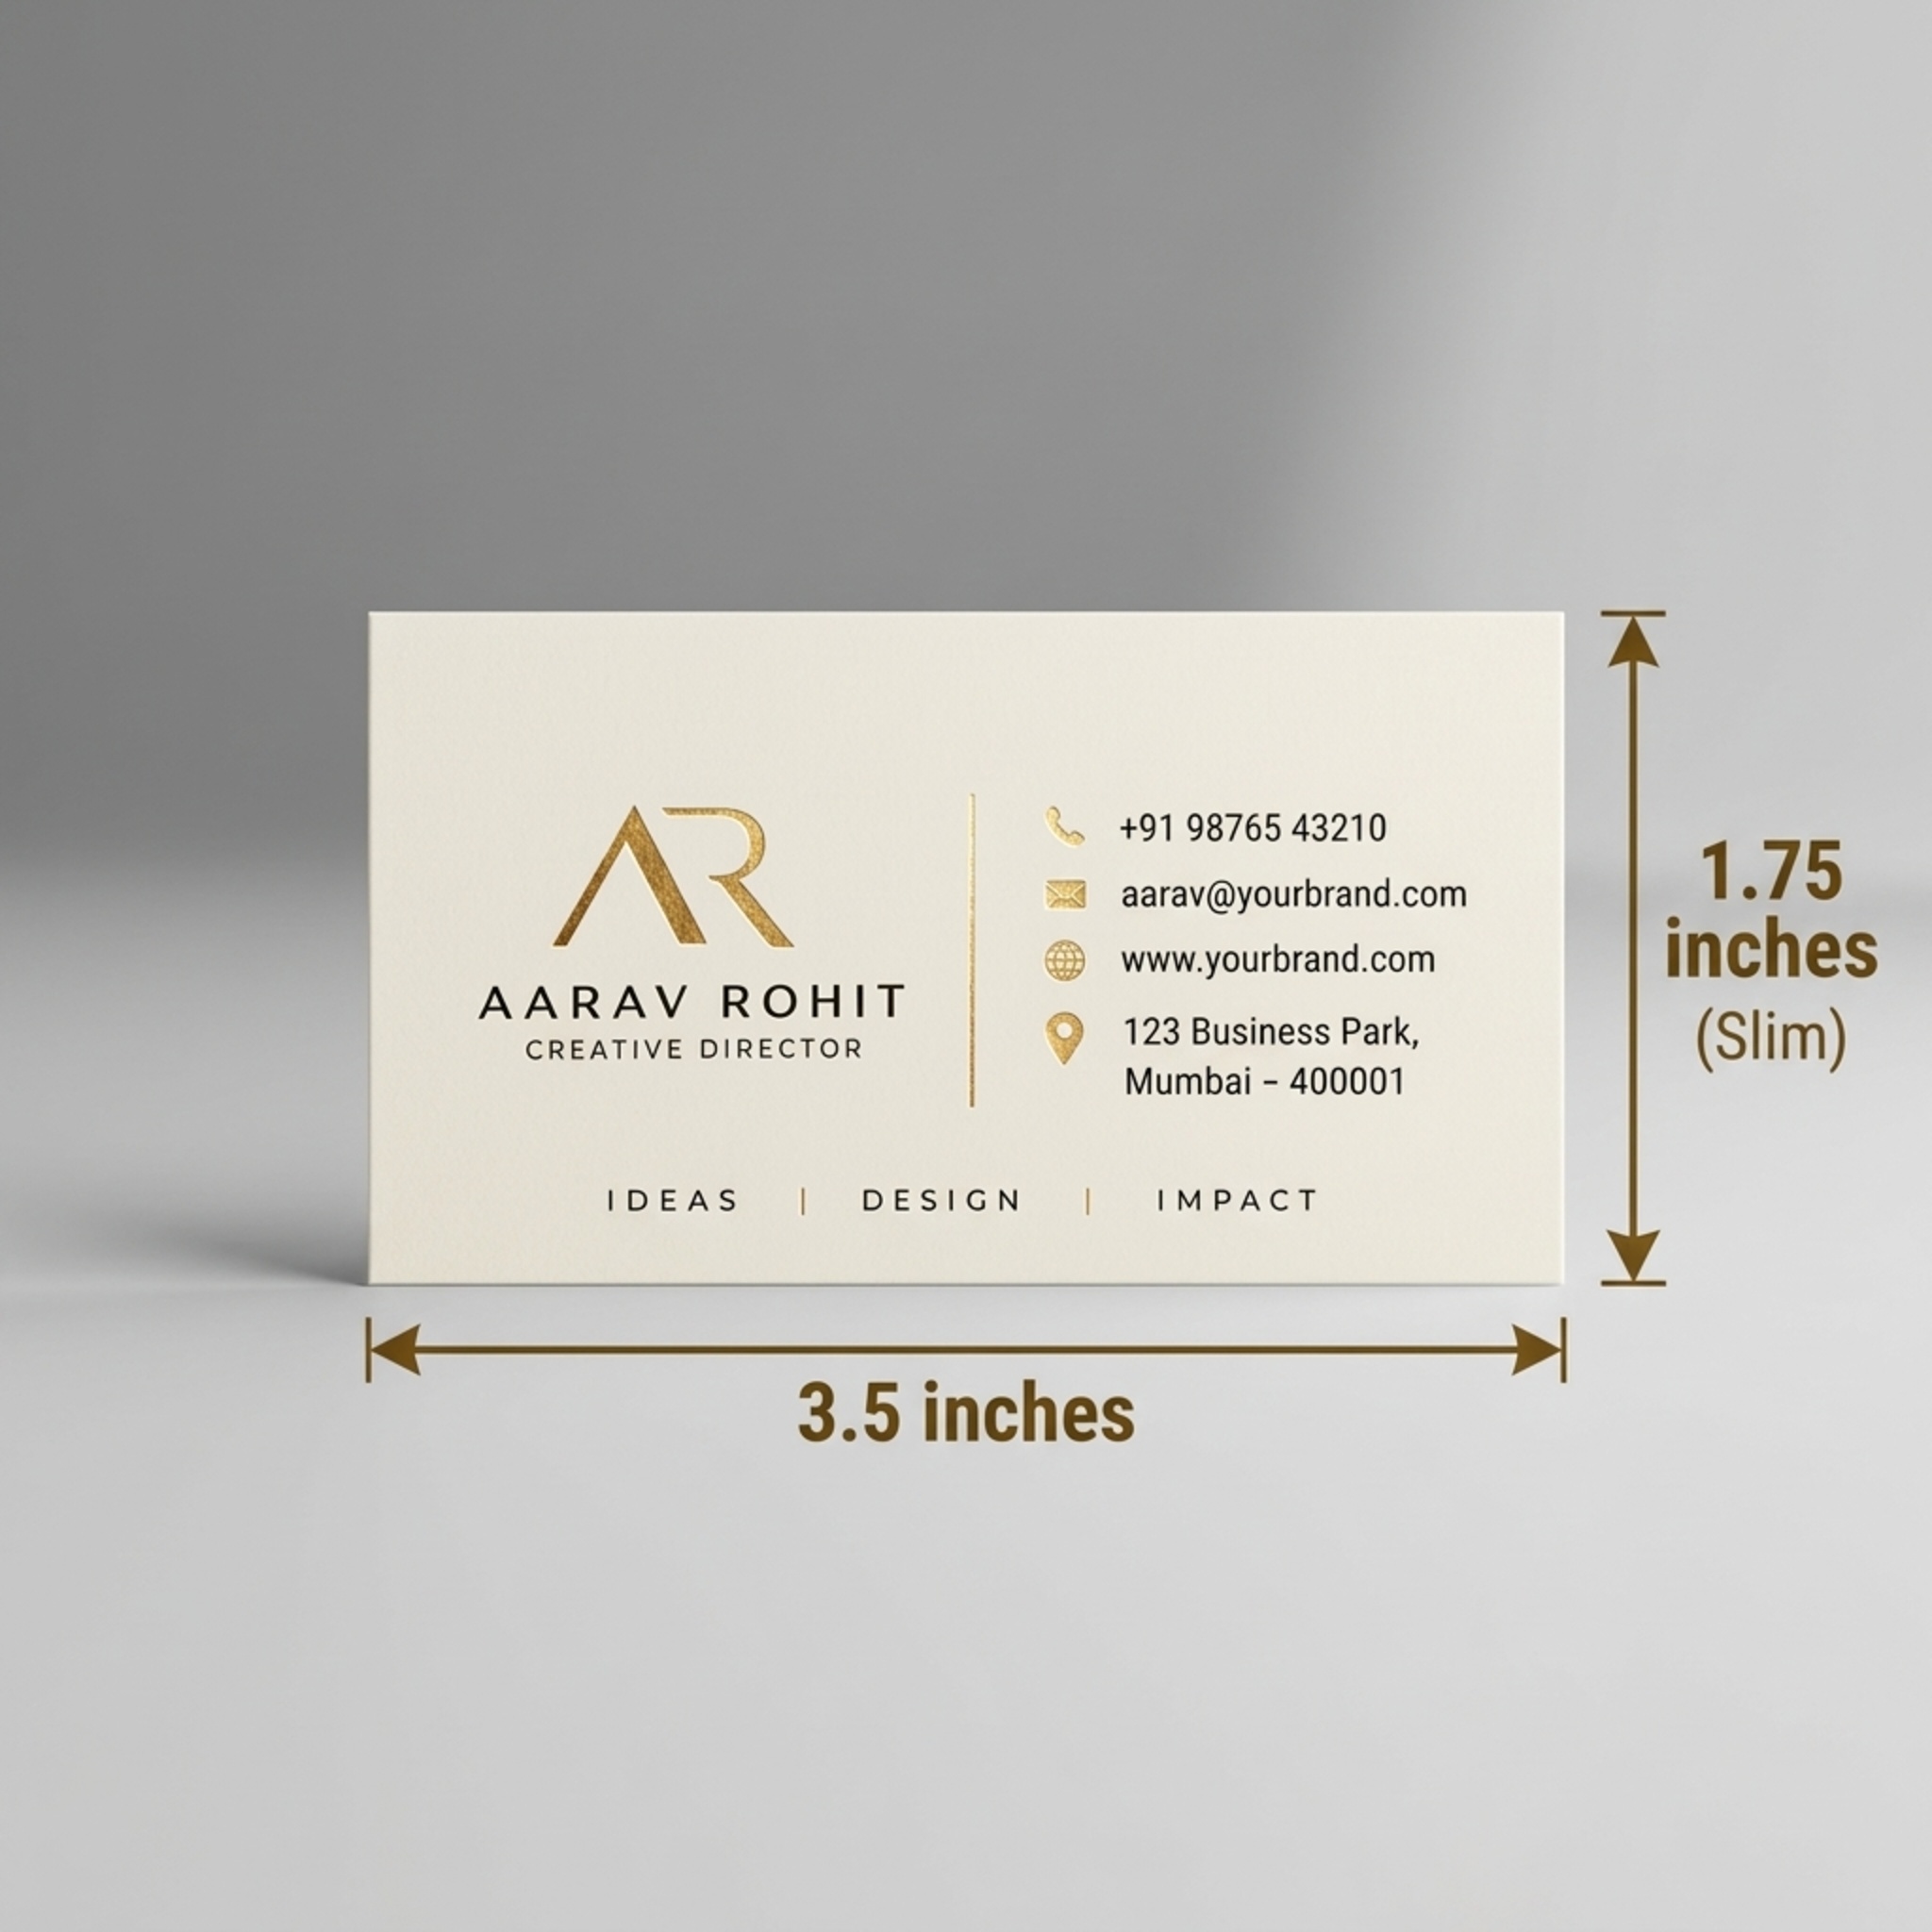 AR
AARAV ROHIT
CREATIVE DIRECTOR
+91 98765 43210
aarav@yourbrand.com
www.yourbrand.com
123 Business Park,
Mumbai – 400001
IDEAS | DESIGN | IMPACT
1.75
inches
(Slim)
3.5 inches